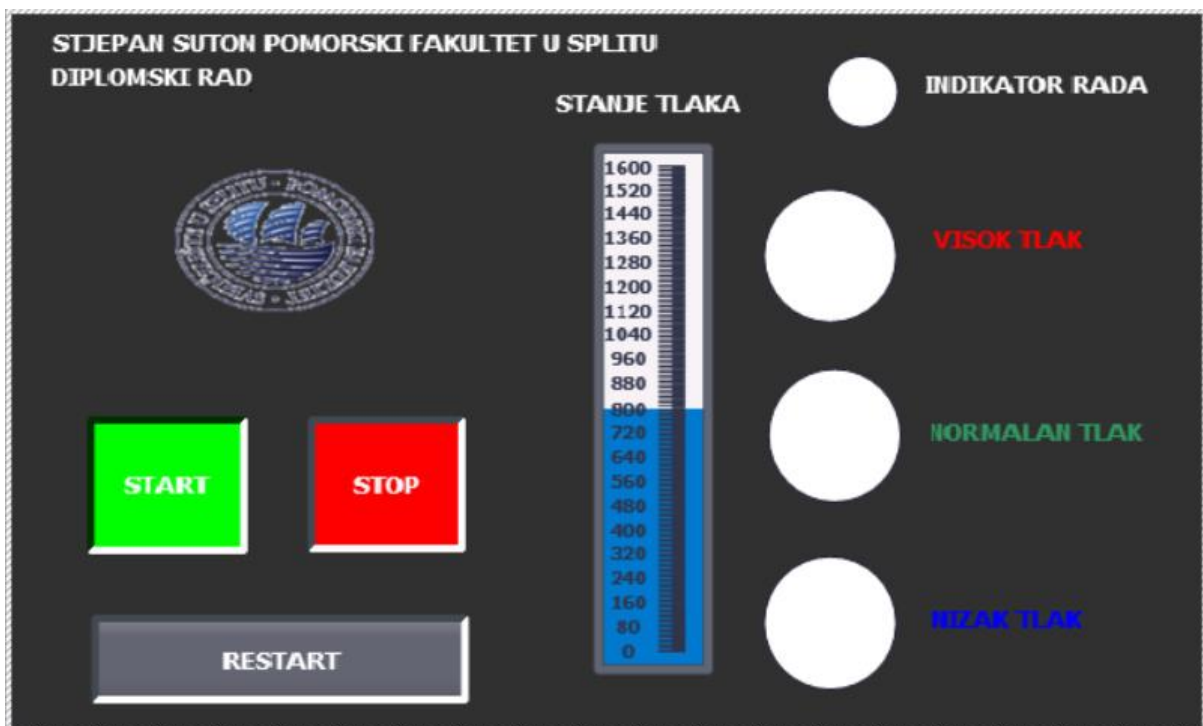 STJEPAN SUTON POMORSKI FAKULTET U SPLITU
DIPLOMSKI RAD
STANJE TLAKA
INDIKATOR RADA
1600
1520
1440
1360
1280
1200
1120
1040
960
880
800
720
640
560
480
400
320
240
160
80
0
VISOK TLAK
NORMALAN TLAK
NIZAK TLAK
START
STOP
RESTART